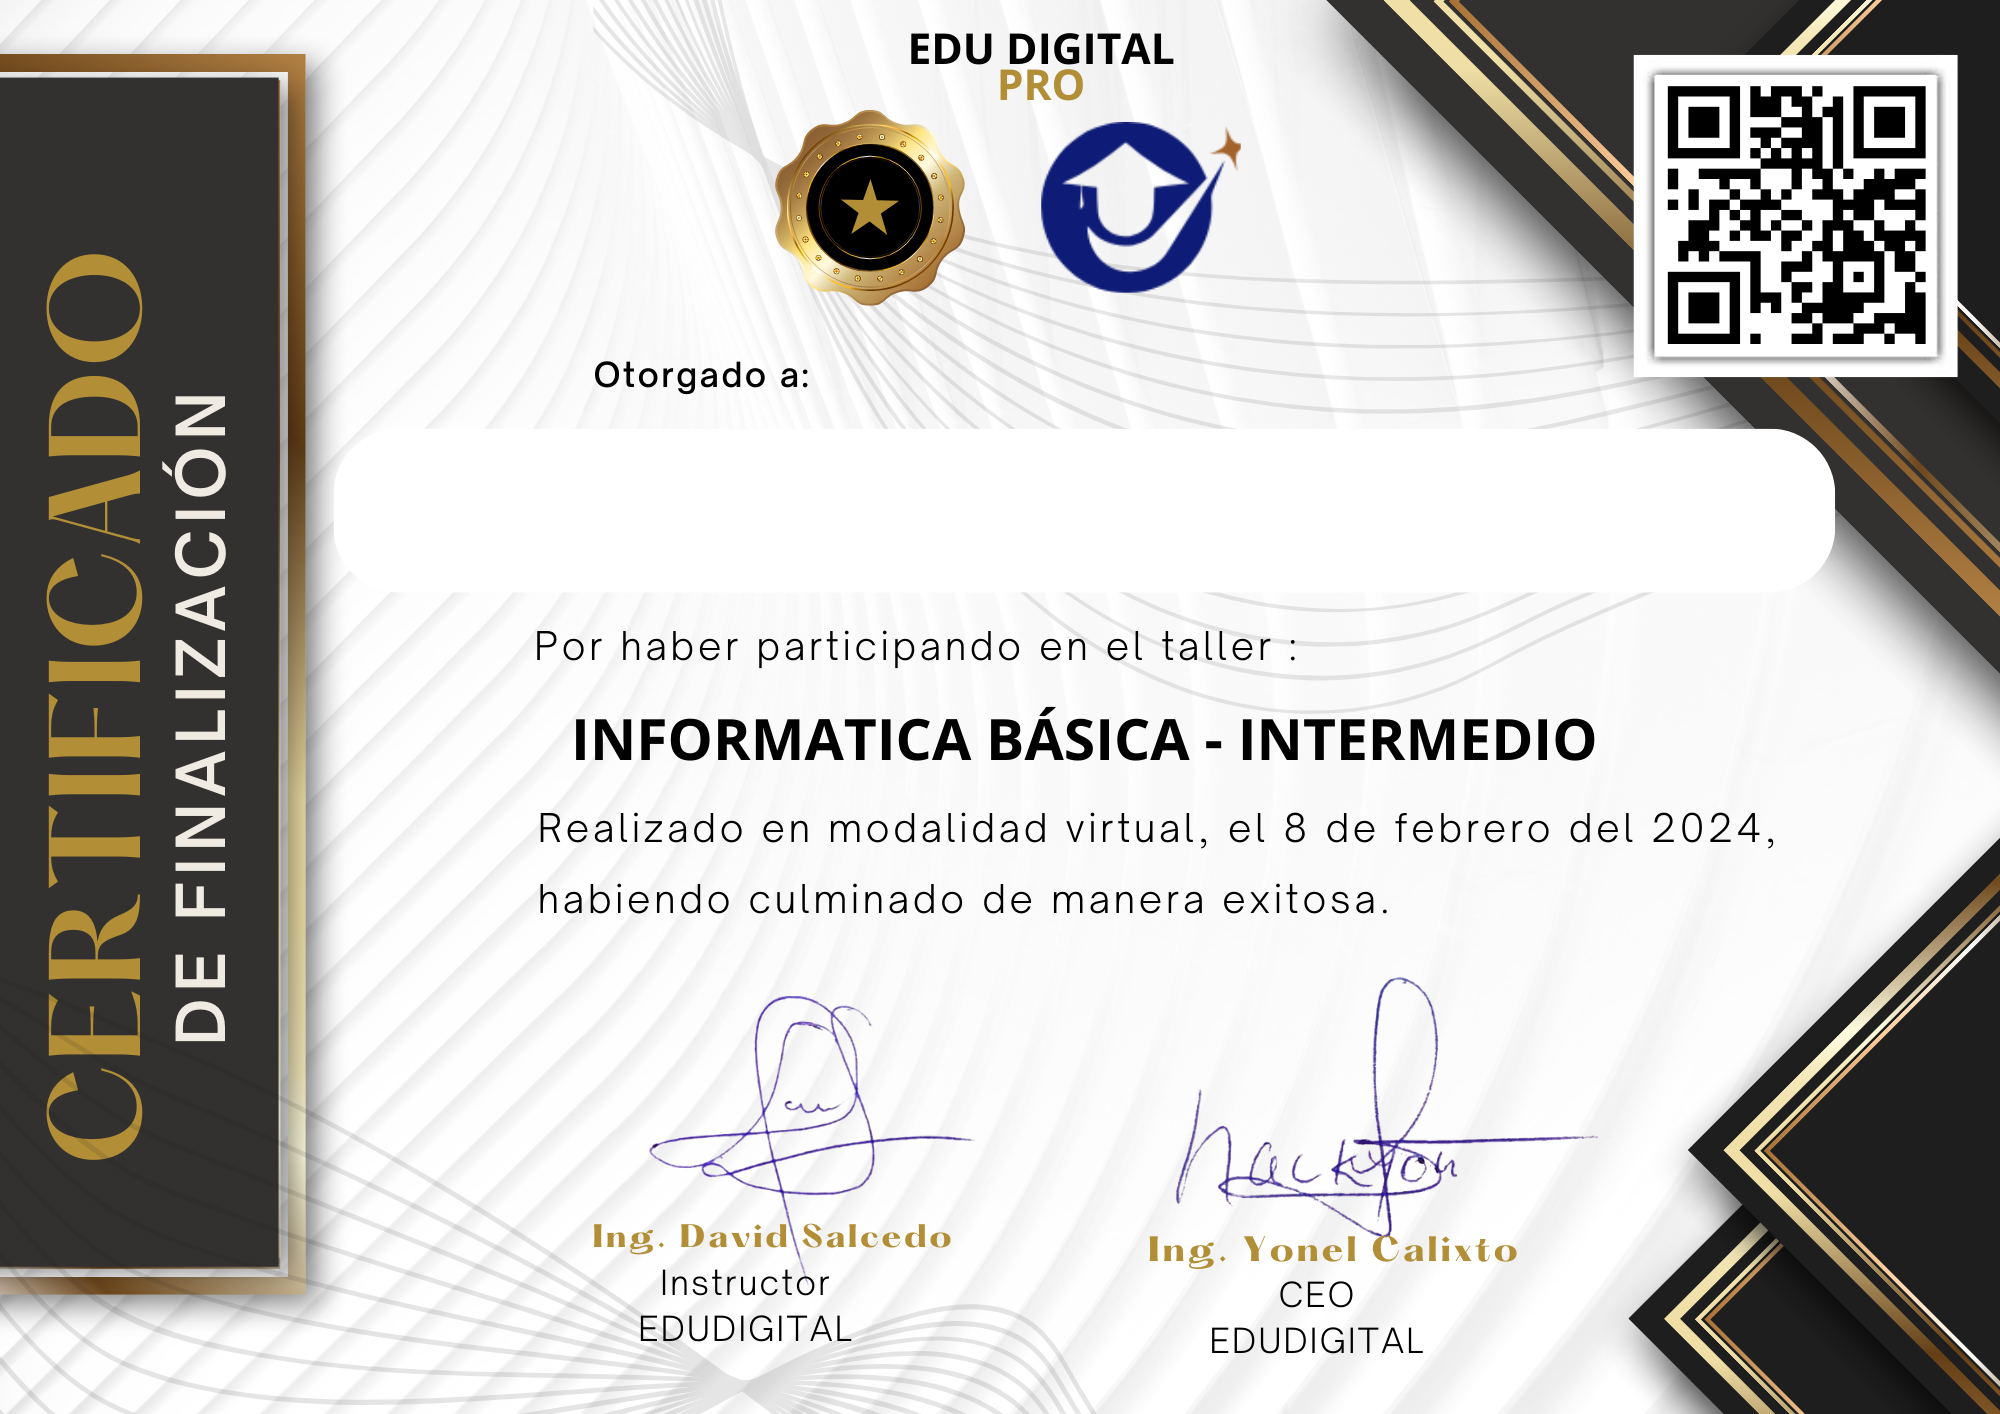 EDU DIGITAL
PRO
CERTIFICADO
DE FINALIZACIÓN
Otorgado a:
Por haber participando en el taller :
INFORMATICA BÁSICA - INTERMEDIO
Realizado en modalidad virtual, el 8 de febrero del 2024,
habiendo culminado de manera exitosa.
Ing. David Salcedo
Instructor
EDUDIGITAL
Ing. Yonel Calixto
CEO
EDUDIGITAL